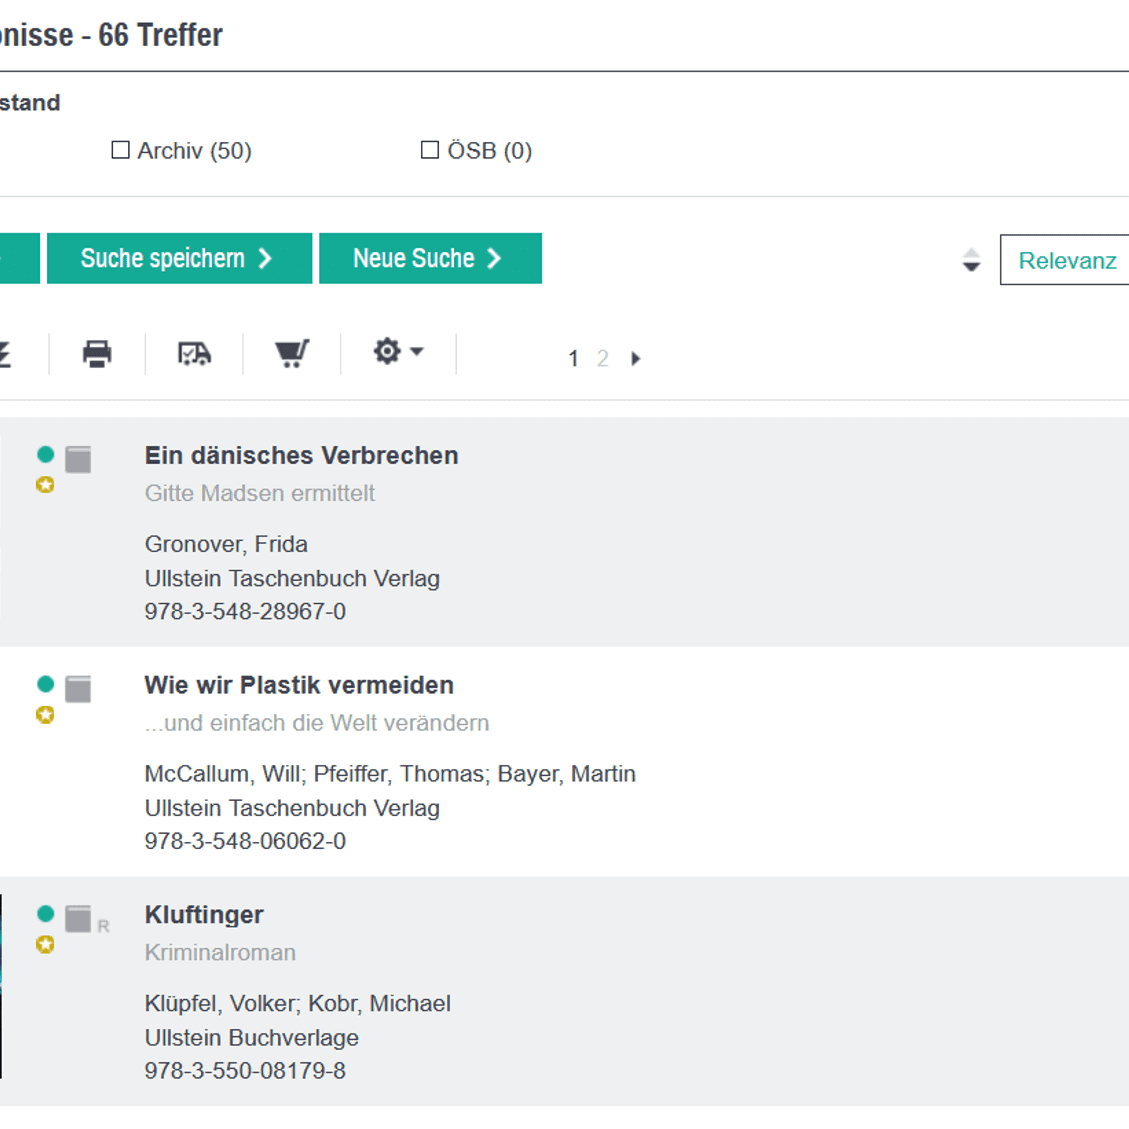 nisse - 66 Treffer
stand
Archiv (50) ÖSB (0)
Suche speichern Neue Suche Relevanz
1 2
Ein dänisches Verbrechen
Gitte Madsen ermittelt
Gronover, Frida
Ullstein Taschenbuch Verlag
978-3-548-28967-0
Wie wir Plastik vermeiden
...und einfach die Welt verändern
McCallum, Will; Pfeiffer, Thomas; Bayer, Martin
Ullstein Taschenbuch Verlag
978-3-548-06062-0
R Kluftinger
Kriminalroman
Klüpfel, Volker; Kobr, Michael
Ullstein Buchverlage
978-3-550-08179-8